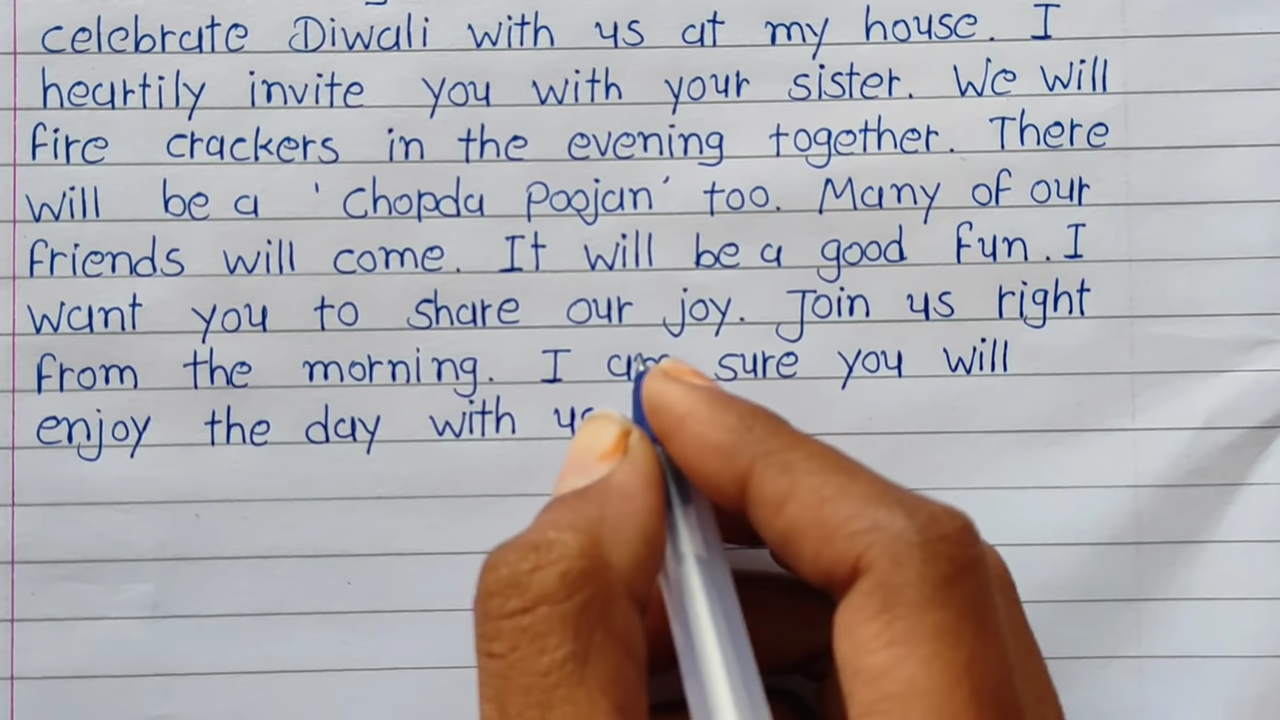 celebrate Diwali with us at my house. I
heartily invite you with your sister. We will
fire crackers in the evening together. There
will be a 'Chopda Poojan' too. Many of our
friends will come. It will be a good fun. I
want you to share our joy. Join us right
from the morning. I am sure you will
enjoy the day with us